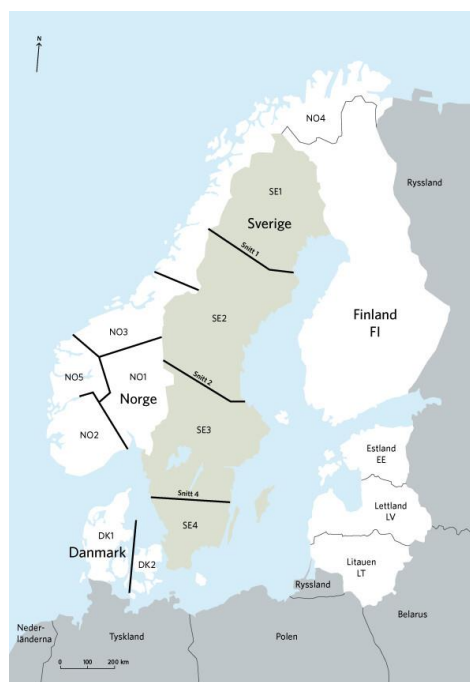 N
NO4
Ryssland
SE1
Sverige
Snitt 1
Finland
FI
SE2
NO3
NO5
NO1
Snitt 2
Norge
NO2
SE3
Estland
EE
Snitt 4
Lettland
LV
DK1
SE4
Danmark
DK2
Litauen
LT
Ryssland
Belarus
Neder-
länderna
Tyskland
Polen
0 100 200 km